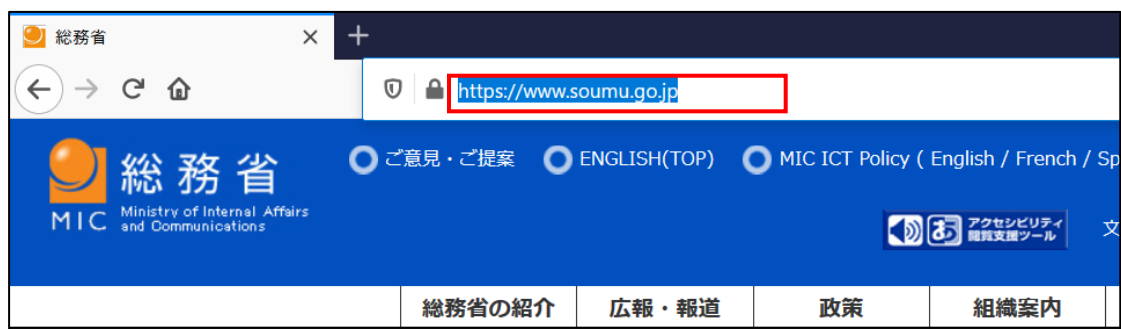 総務省
https://www.soumu.go.jp
ご意見・ご提案 ENGLISH(TOP) MIC ICT Policy ( English / French / Sp
総務省
MIC Ministry of Internal Affairs
and Communications
あ アクセシビリティ
閲覧支援ツール
文
総務省の紹介 広報・報道 政策 組織案内